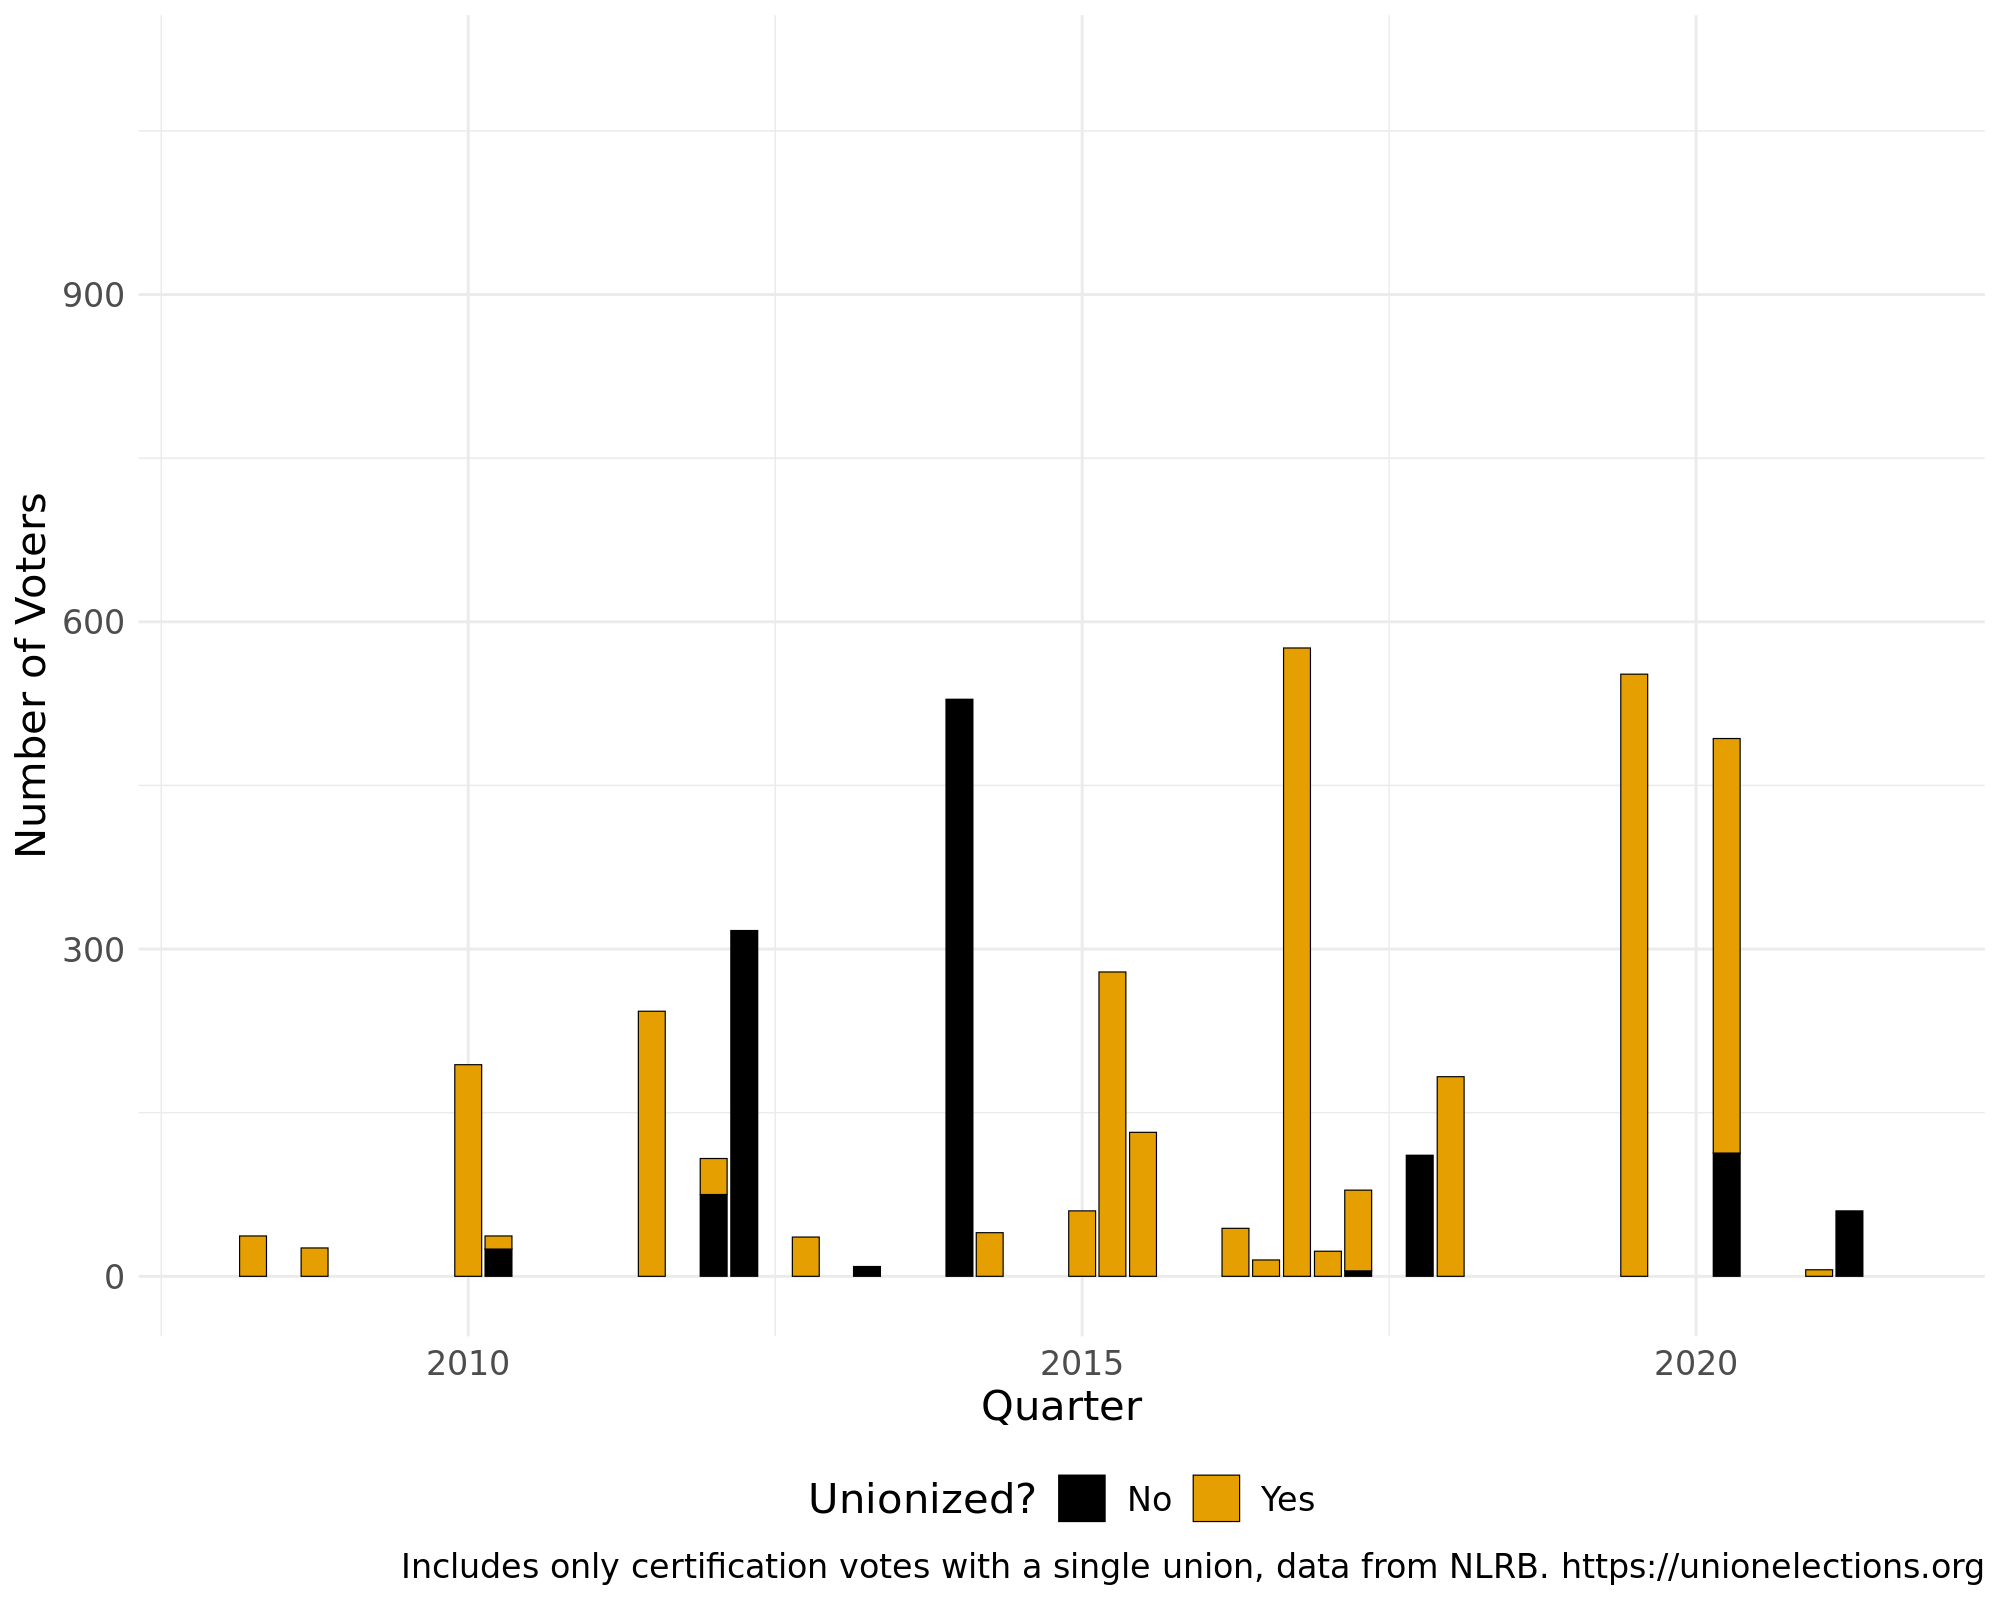 900
600
300
0
Number of Voters
2010 2015 2020
Quarter
Unionized? No Yes
Includes only certification votes with a single union, data from NLRB. https://unionelections.org